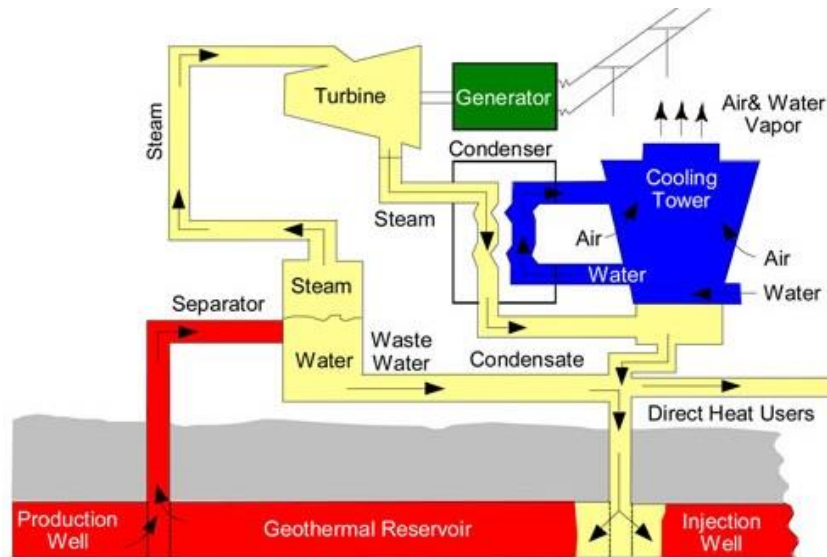 Steam
Turbine
Generator
Air& Water
Vapor
Condenser
Cooling
Tower
Steam
Air
Air
Water
Water
Steam
Separator
Water
Waste
Water
Condensate
Direct Heat Users
Production
Well
Geothermal Reservoir
Injection
Well